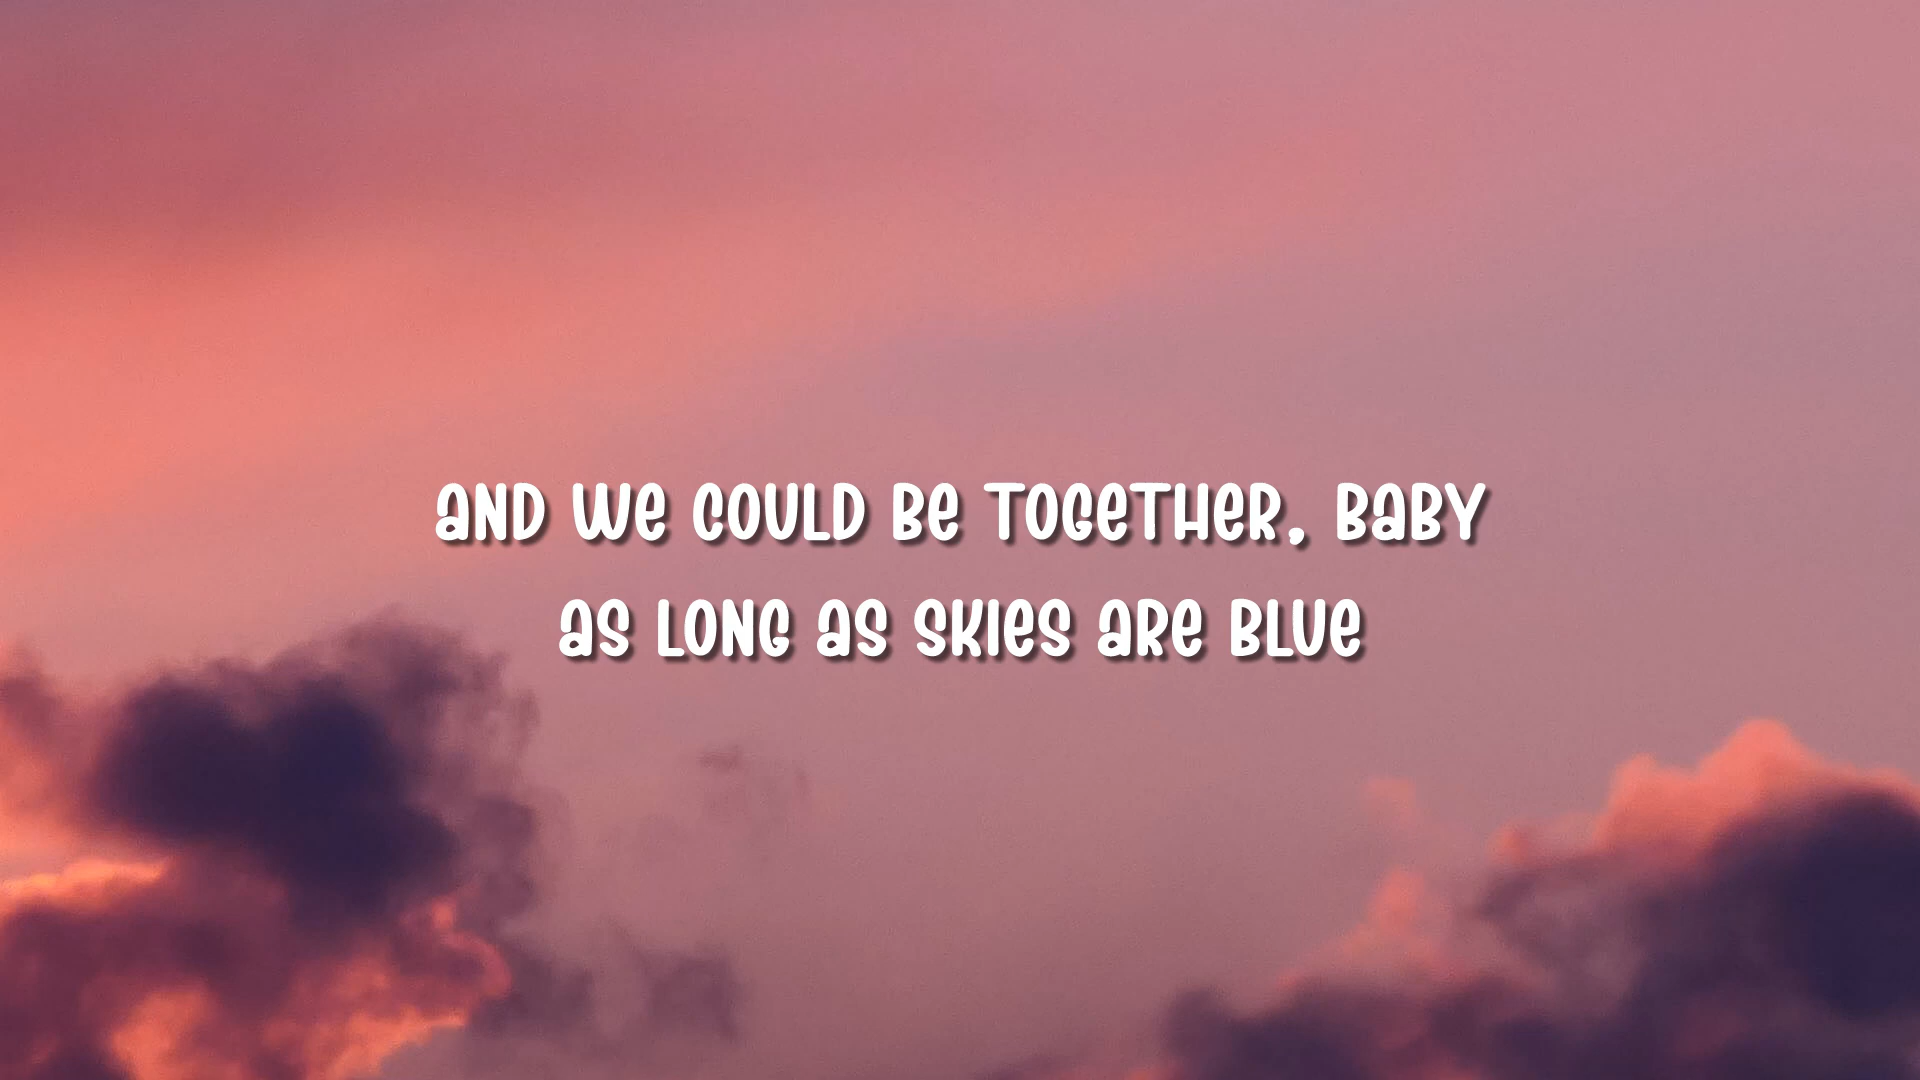 and we could be together, baby
as long as skies are blue